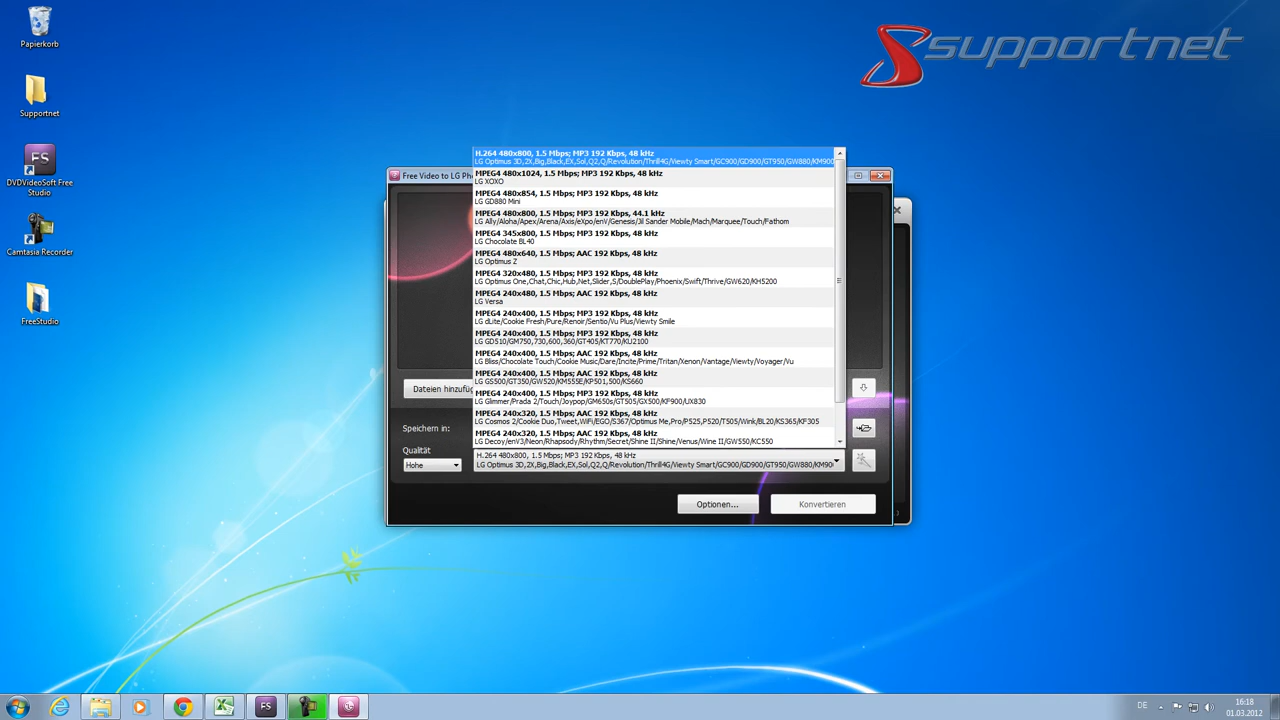 Papierkorb
supportnet
Supportnet
FS
DVDVideoSoft Free
Studio
Camtasia Recorder
FreeStudio
Free Video to LG Pho
H.264 480x800, 1.5 Mbps; MP3 192 Kbps, 48 kHz
LG Optimus 3D,2X,Big,Black,EX,Sol,Q2,Q/Revolution/Thrill4G/Viewty Smart/GC900/GD900/GT950/GW880/KM900
MPEG4 480x1024, 1.5 Mbps; MP3 192 Kbps, 48 kHz
LG XOXO
MPEG4 480x854, 1.5 Mbps; MP3 192 Kbps, 48 kHz
LG GD880 Mini
MPEG4 480x800, 1.5 Mbps; MP3 192 Kbps, 44.1 kHz
LG Ally/Aloha/Apex/Arena/Axis/eXpo/enV/Genesis/Jil Sander Mobile/Mach/Marquee/Touch/Fathom
MPEG4 345x800, 1.5 Mbps; MP3 192 Kbps, 48 kHz
LG Chocolate BL40
MPEG4 480x640, 1.5 Mbps; AAC 192 Kbps, 48 kHz
LG Optimus Z
MPEG4 320x480, 1.5 Mbps; MP3 192 Kbps, 48 kHz
LG Optimus One,Chat,Chic,Hub,Net,Slider,S/DoublePlay/Phoenix/Swift/Thrive/GW620/KH5200
MPEG4 240x480, 1.5 Mbps; AAC 192 Kbps, 48 kHz
LG Versa
MPEG4 240x400, 1.5 Mbps; MP3 192 Kbps, 48 kHz
LG dLite/Cookie Fresh/Pure/Renoir/Sentio/Vu Plus/Viewty Smile
MPEG4 240x400, 1.5 Mbps; MP3 192 Kbps, 48 kHz
LG GD510/GM750,730,600,360/GT405/KT770/KU2100
MPEG4 240x400, 1.5 Mbps; AAC 192 Kbps, 48 kHz
LG Bliss/Chocolate Touch/Cookie Music/Dare/Incite/Prime/Tritan/Xenon/Vantage/Viewty/Voyager/Vu
MPEG4 240x400, 1.5 Mbps; AAC 192 Kbps, 48 kHz
LG GS500/GT350/GW520/KM555E/KP501,500/KS660
MPEG4 240x400, 1.5 Mbps; MP3 192 Kbps, 48 kHz
LG Glimmer/Prada 2/Touch/Joypop/GM650s/GT505/GX500/KF900/UX830
MPEG4 240x320, 1.5 Mbps; AAC 192 Kbps, 48 kHz
LG Cosmos 2/Cookie Duo,Tweet,WiFi/EGO/S367/Optimus Me,Pro/P525,P520/T505/Wink/BL20/KS365/KF305
MPEG4 240x320, 1.5 Mbps; AAC 192 Kbps, 48 kHz
LG Decoy/enV3/Neon/Rhapsody/Rhythm/Secret/Shine II/Shine/Venus/Wine II/GW550/KC550
Dateien hinzufüg
Speichern in:
Qualität
Hohe
H.264 480x800, 1.5 Mbps; MP3 192 Kbps, 48 kHz
LG Optimus 3D,2X,Big,Black,EX,Sol,Q2,Q/Revolution/Thrill4G/Viewty Smart/GC900/GD900/GT950/GW880/KM90
Optionen...
Konvertieren
FS
DE
16:18
01.03.2012